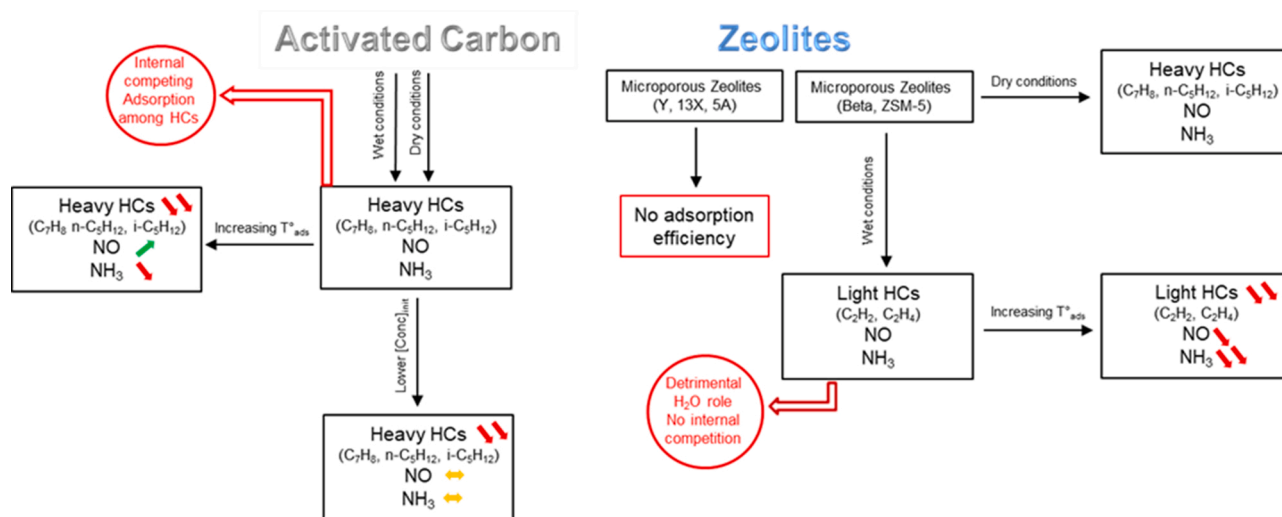 Activated Carbon
Internal
competing
Adsorption
among HCs
Wet conditions
Dry conditions
Heavy HCs
(C₇H₈ n-C₅H₁₂, i-C₅H₁₂)
NO
NH₃
Increasing T°ads
Heavy HCs
(C₇H₈, n-C₅H₁₂, i-C₅H₁₂)
NO
NH₃
Lower [Conc]init
Heavy HCs
(C₇H₈, n-C₅H₁₂, i-C₅H₁₂)
NO
NH₃
Zeolites
Microporous Zeolites
(Y, 13X, 5A)
Microporous Zeolites
(Beta, ZSM-5)
Dry conditions
Heavy HCs
(C₇H₈, n-C₅H₁₂, i-C₅H₁₂)
NO
NH₃
No adsorption
efficiency
Wet conditions
Light HCs
(C₂H₂, C₂H₄)
NO
NH₃
Increasing T°ads
Light HCs
(C₂H₂, C₂H₄)
NO
NH₃
Detrimental
H₂O role
No internal
competition